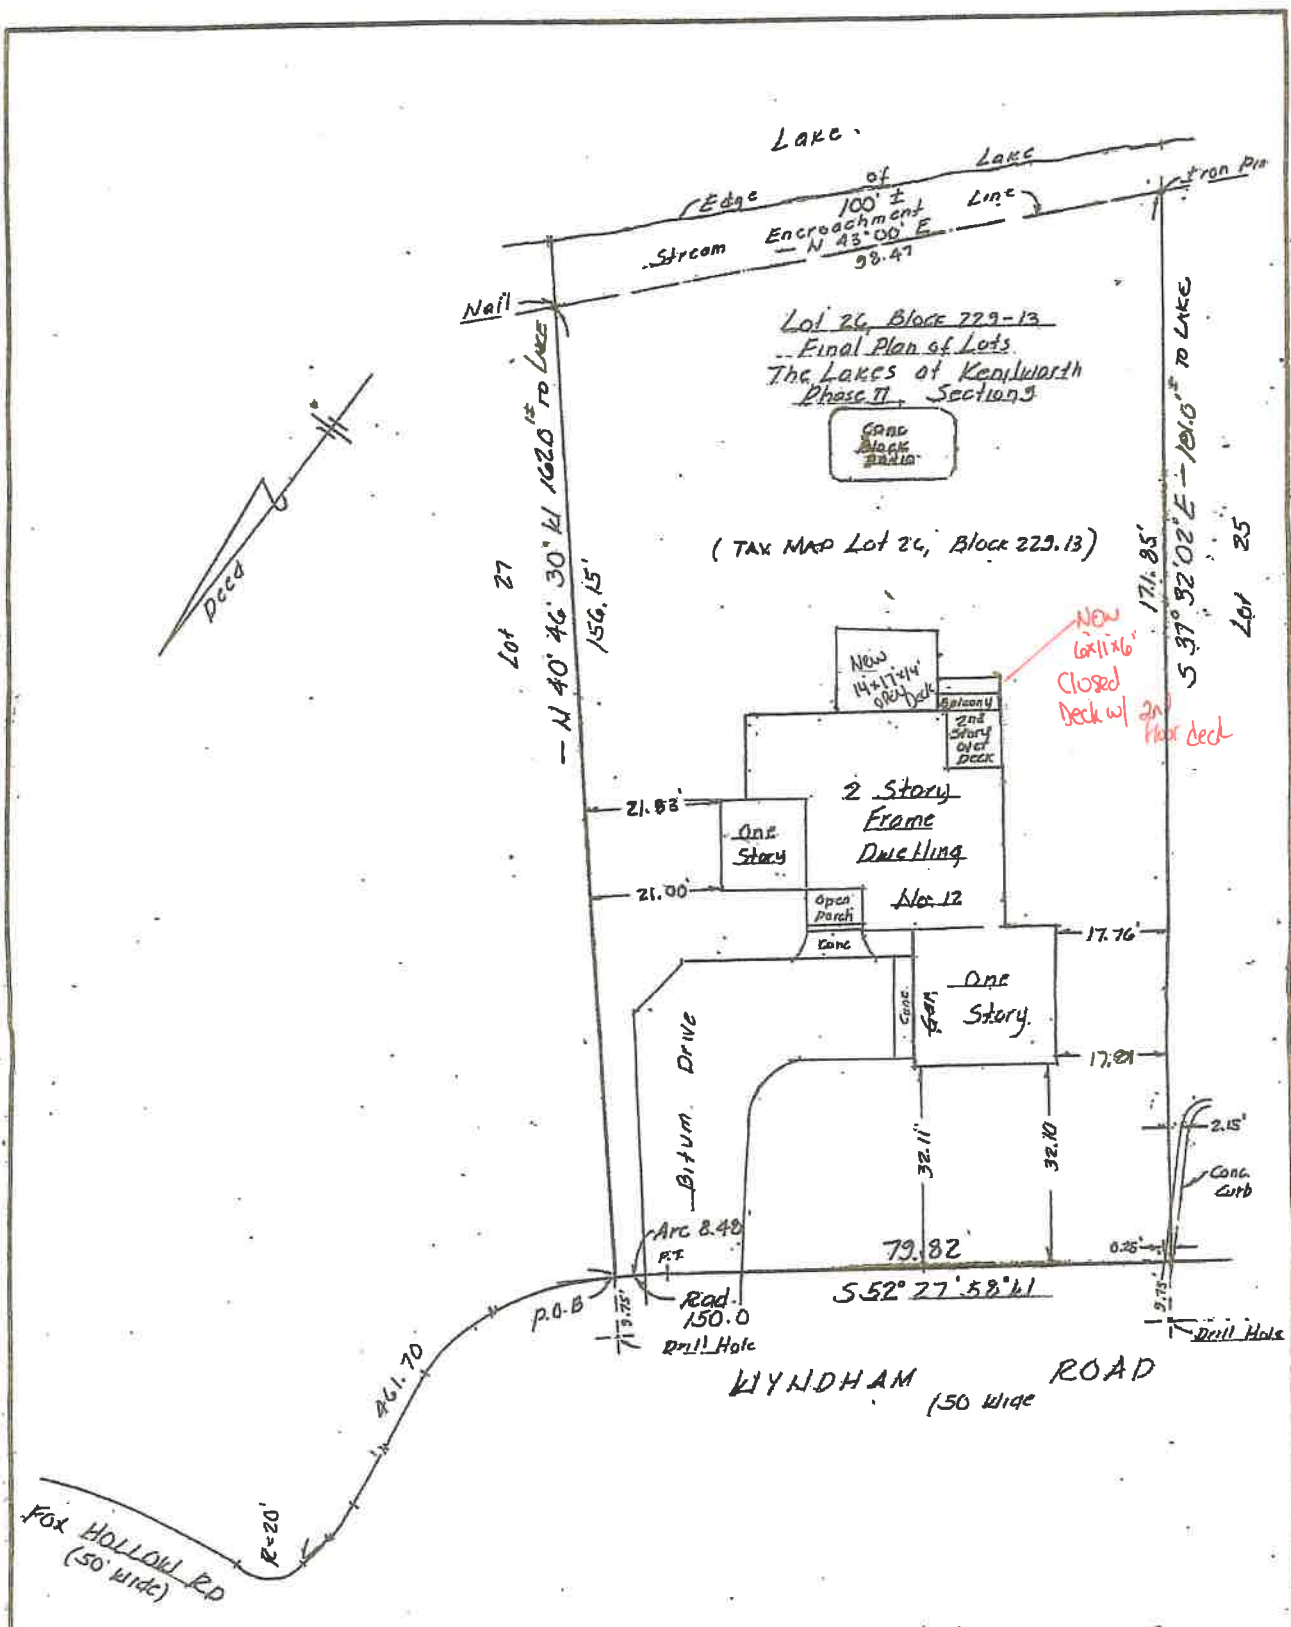 Lake.
Edge of Lake
100' ±
Stream Encroachment Line
N 43° 00' E
98.47
Iron Pin
Nail
Lot 26, Block 229-13
Final Plan of Lots
The Lakes of Kenilworth
Phase II, Section 9
Conc
Block
Patio
(TAX MAP Lot 26, Block 229.13)
Deed
Lot 27
N 40° 46' 30" W 162.0'± TO LAKE
156.15'
171.85'
S 37° 32' 02" E - 181.0'± TO LAKE
Lot 25
New
14x17x14'
open Deck
Balcony
2nd
Story
over
Deck
New
6x11x6'
Closed
Deck w/ 2nd
floor deck
21.83'
One
Story
2 Story
Frame
Dwelling
No. 12
21.00'
Open
Porch
Conc
17.76'
Conc.
Gar.
One
Story.
17.81
Bitum Drive
32.11'
32.10
2.15'
Conc.
Curb
Arc 8.48
P.T.
79.82
0.25'
S 52° 27' 58" W
P.O.B
9.75'
Rad.
150.0
Drill Hole
9.75'
Drill Hole
WYNDHAM ROAD
(50 Wide
461.70
R=20'
FOX HOLLOW RD
(50' Wide)